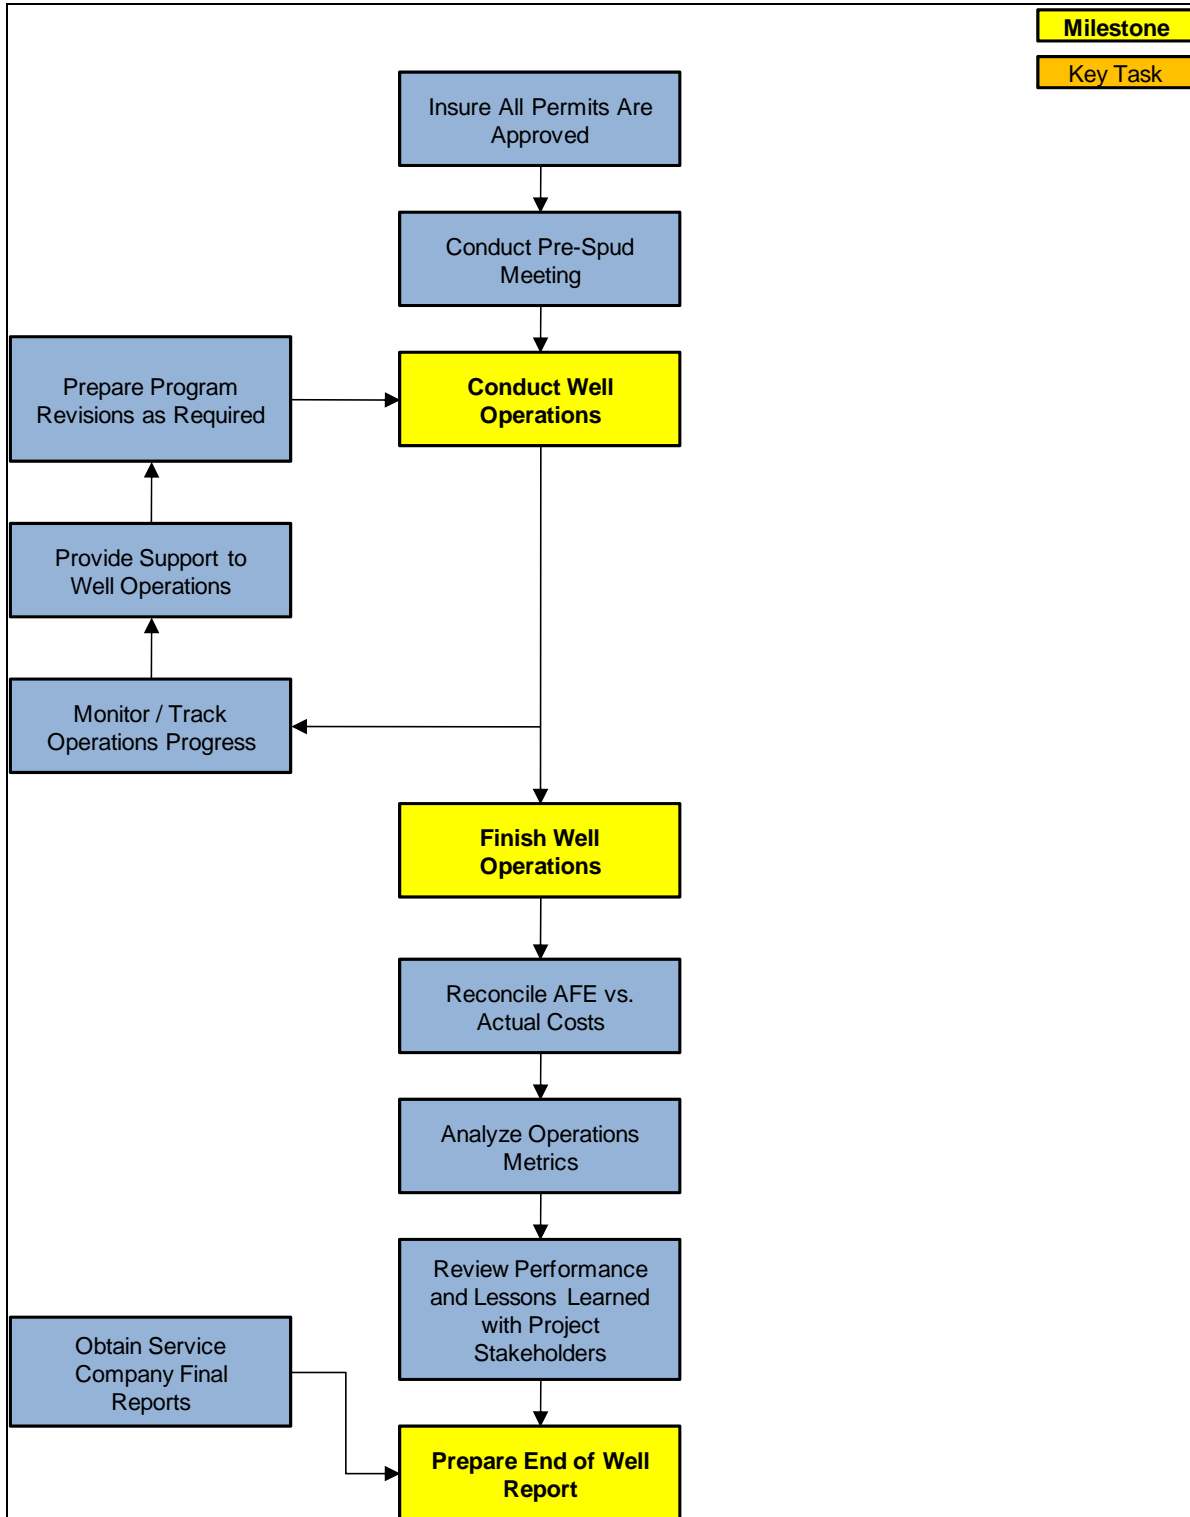 Milestone
Key Task
Insure All Permits Are
Approved
Conduct Pre-Spud
Meeting
Prepare Program
Revisions as Required
Conduct Well
Operations
Provide Support to
Well Operations
Monitor / Track
Operations Progress
Finish Well
Operations
Reconcile AFE vs.
Actual Costs
Analyze Operations
Metrics
Review Performance
and Lessons Learned
with Project
Stakeholders
Obtain Service
Company Final
Reports
Prepare End of Well
Report